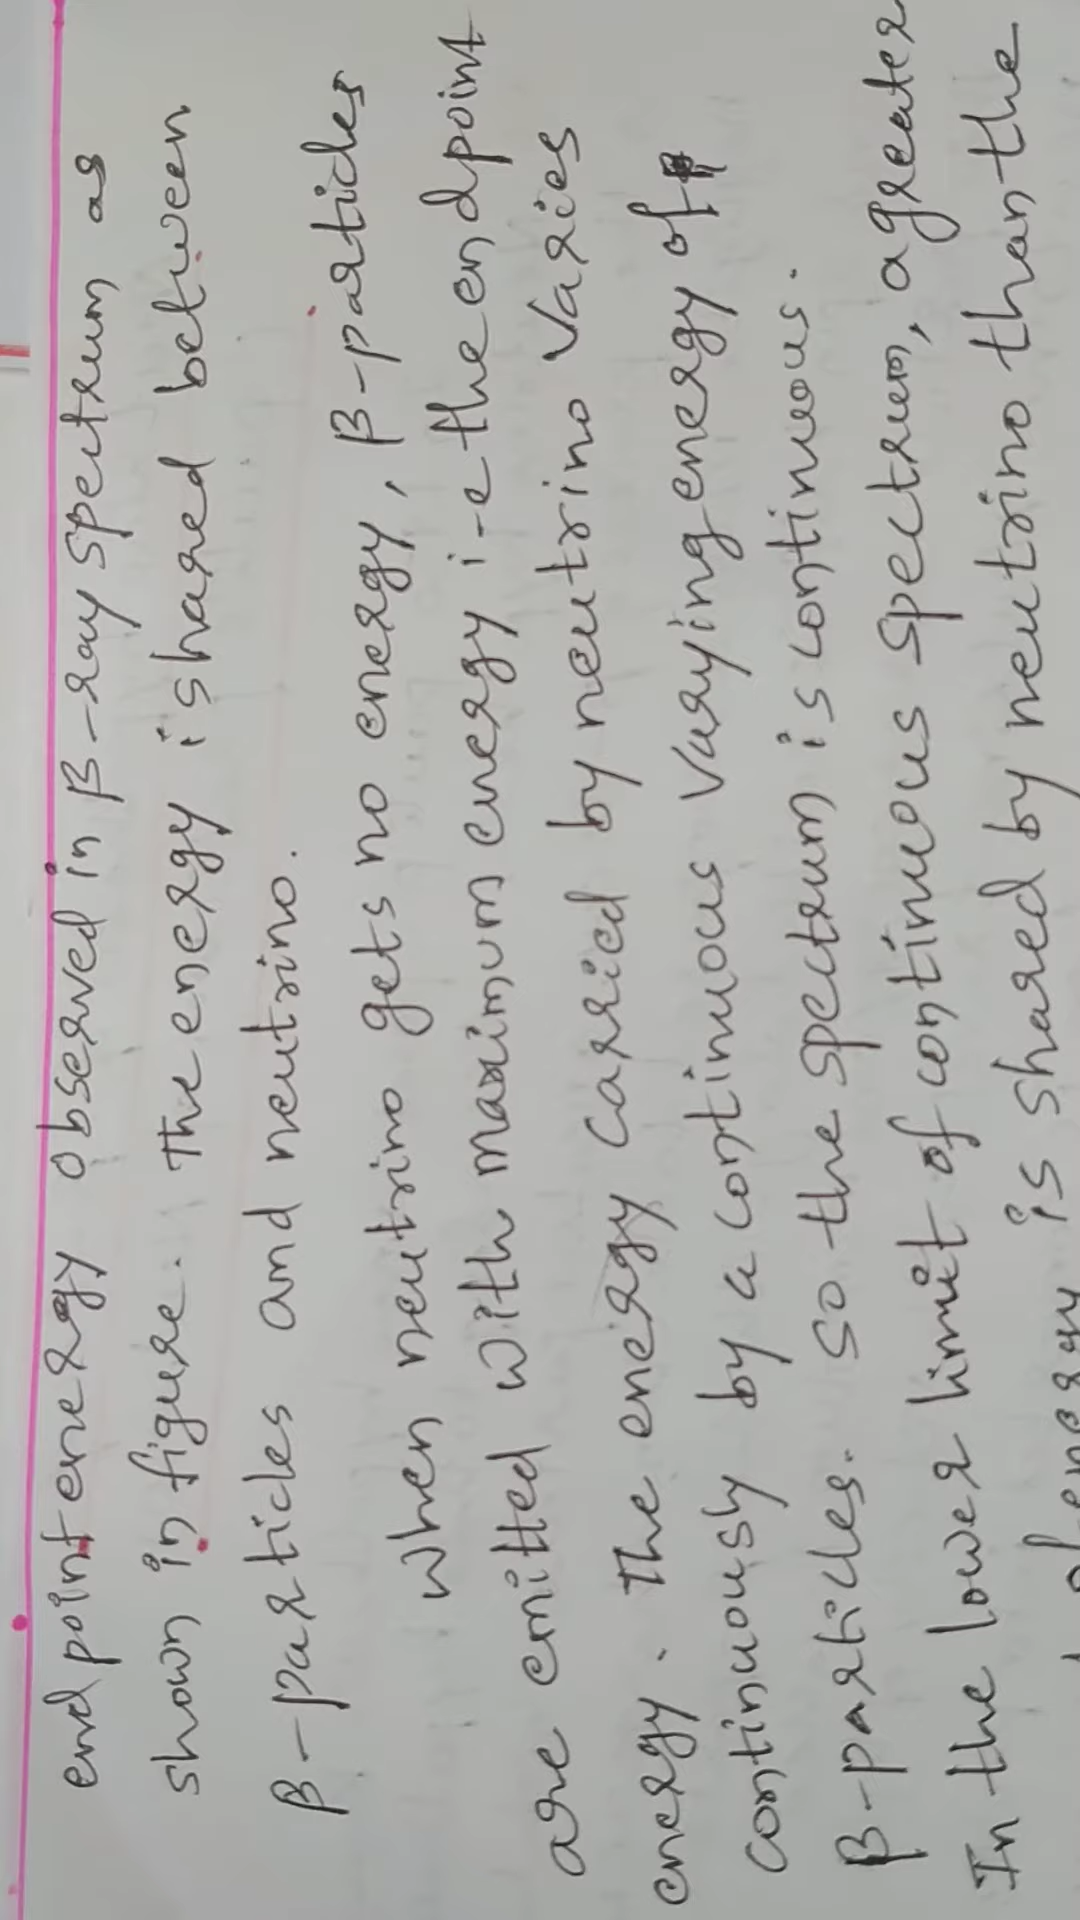 end point energy observed in β-ray spectrum as
shown in figure. The energy is shared between
β-particles and neutrino.
when neutrino gets no energy, β-particles
are emitted with maximum energy i-e the end point
energy. The energy carried by neutrino varies
continuously by a continuous varying energy of
β-particles. so the spectrum is continuous.
In the lower limit of continuous spectrum, a greater
is shared by neutrino than the
of energy